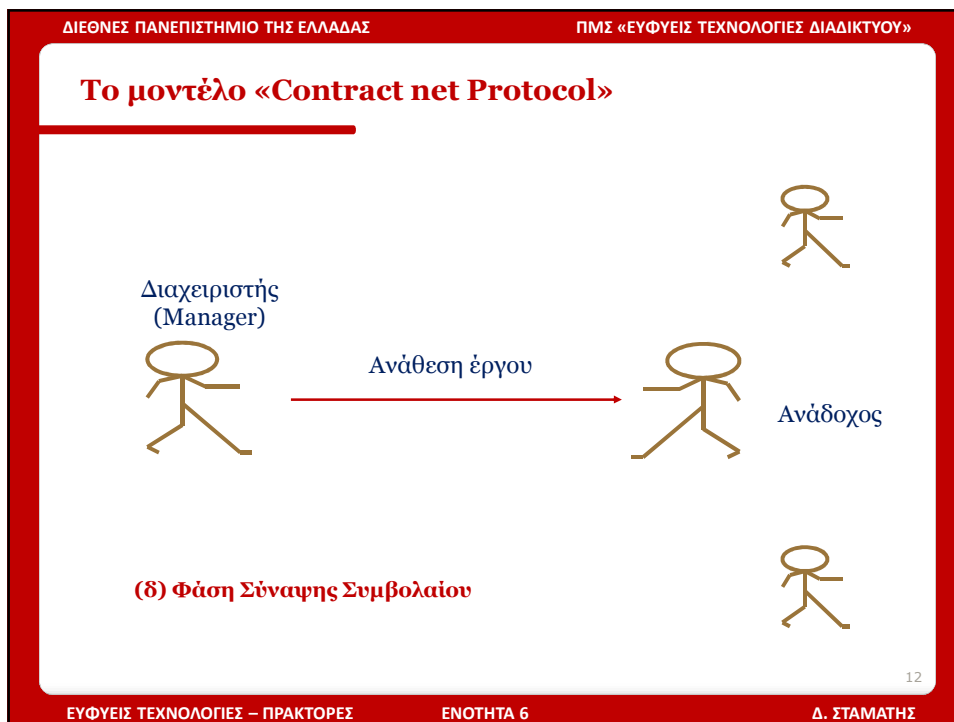 ΔΙΕΘΝΕΣ ΠΑΝΕΠΙΣΤΗΜΙΟ ΤΗΣ ΕΛΛΑΔΑΣ ΠΜΣ «ΕΥΦΥΕΙΣ ΤΕΧΝΟΛΟΓΙΕΣ ΔΙΑΔΙΚΤΥΟΥ»
Το μοντέλο «Contract net Protocol»
Διαχειριστής
(Manager)
Ανάθεση έργου
Ανάδοχος
(δ) Φάση Σύναψης Συμβολαίου
12
ΕΥΦΥΕΙΣ ΤΕΧΝΟΛΟΓΙΕΣ – ΠΡΑΚΤΟΡΕΣ ΕΝΟΤΗΤΑ 6 Δ. ΣΤΑΜΑΤΗΣ